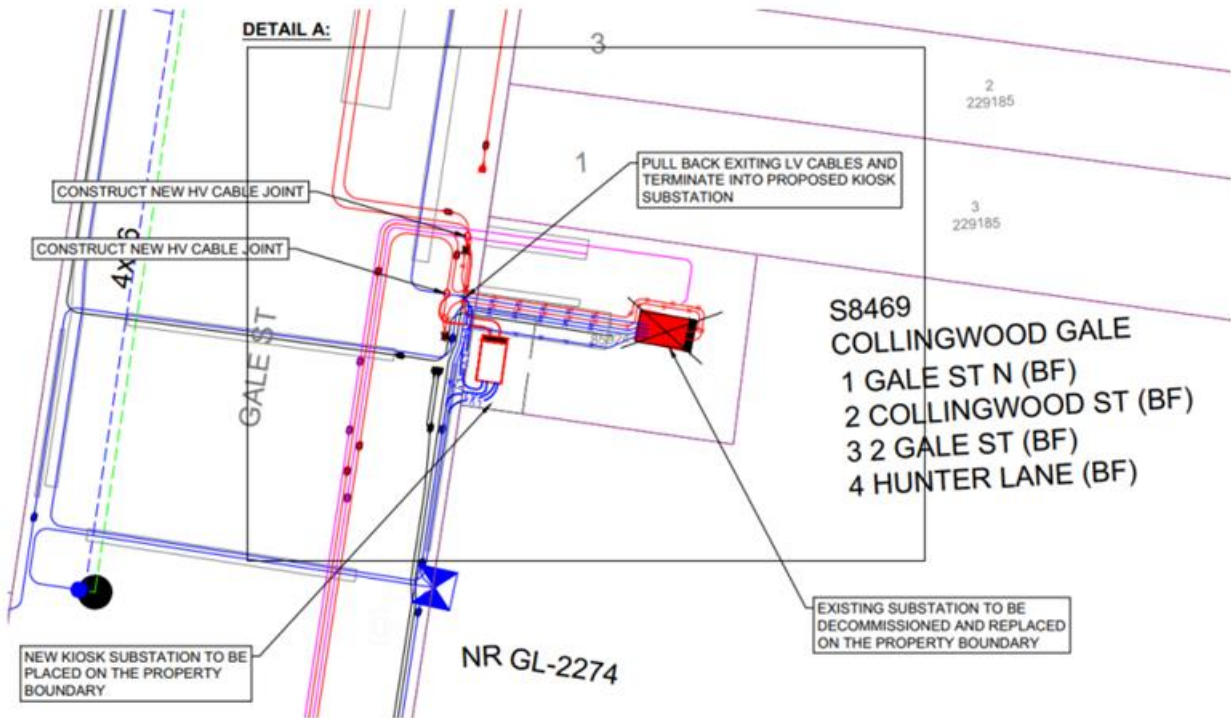 DETAIL A:
3
2
229185
1
PULL BACK EXITING LV CABLES AND
TERMINATE INTO PROPOSED KIOSK
SUBSTATION
CONSTRUCT NEW HV CABLE JOINT
3
229185
CONSTRUCT NEW HV CABLE JOINT
GALE ST
S8469
COLLINGWOOD GALE
1 GALE ST N (BF)
2 COLLINGWOOD ST (BF)
3 2 GALE ST (BF)
4 HUNTER LANE (BF)
EXISTING SUBSTATION TO BE
DECOMMISSIONED AND REPLACED
ON THE PROPERTY BOUNDARY
NEW KIOSK SUBSTATION TO BE
PLACED ON THE PROPERTY
BOUNDARY
NR GL-2274